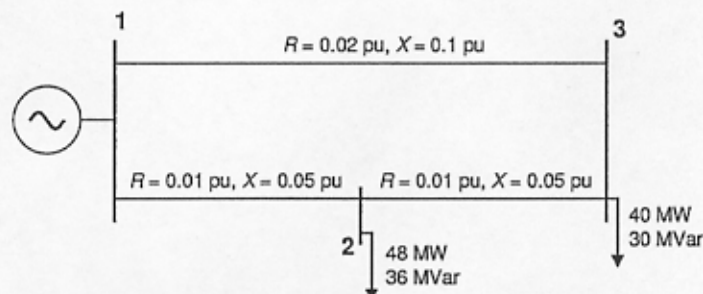 1
3
R = 0.02 pu, X = 0.1 pu
R = 0.01 pu, X = 0.05 pu
R = 0.01 pu, X = 0.05 pu
40 MW
30 MVar
2
48 MW
36 MVar